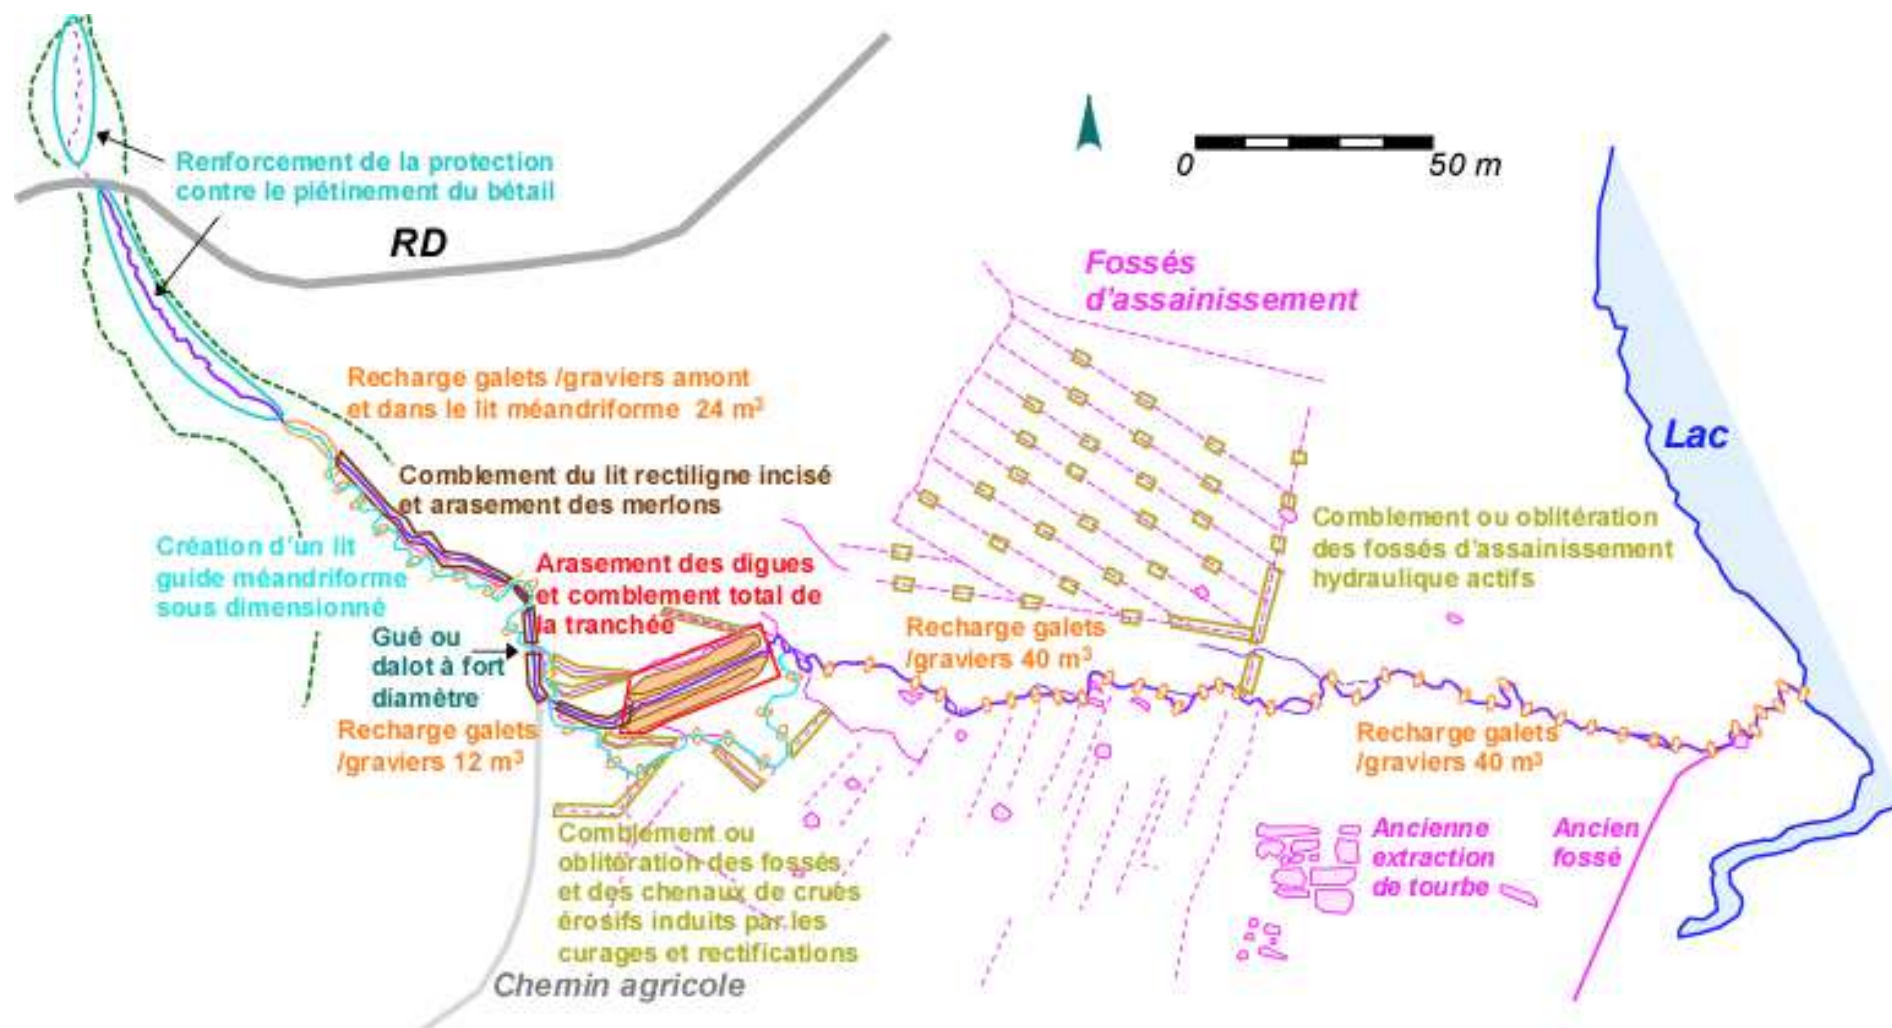 Renforcement de la protection
contre le piétinement du bétail
RD
0
50 m
Fossés
d'assainissement
Lac
Recharge galets /graviers amont
et dans le lit méandriforme 24 m³
Comblement du lit rectiligne incisé
et arasement des merlons
Création d'un lit
guide méandriforme
sous dimensionné
Arasement des digues
et comblement total de
la tranchée
Comblement ou oblitération
des fossés d'assainissement
hydraulique actifs
Gué ou
dalot à fort
diamètre
Recharge galets
/graviers 12 m³
Recharge galets
/graviers 40 m³
Recharge galets
/graviers 40 m³
Comblement ou
oblitération des fossés
et des chenaux de crues
érosifs induits par les
curages et rectifications
Ancienne
extraction
de tourbe
Ancien
fossé
Chemin agricole